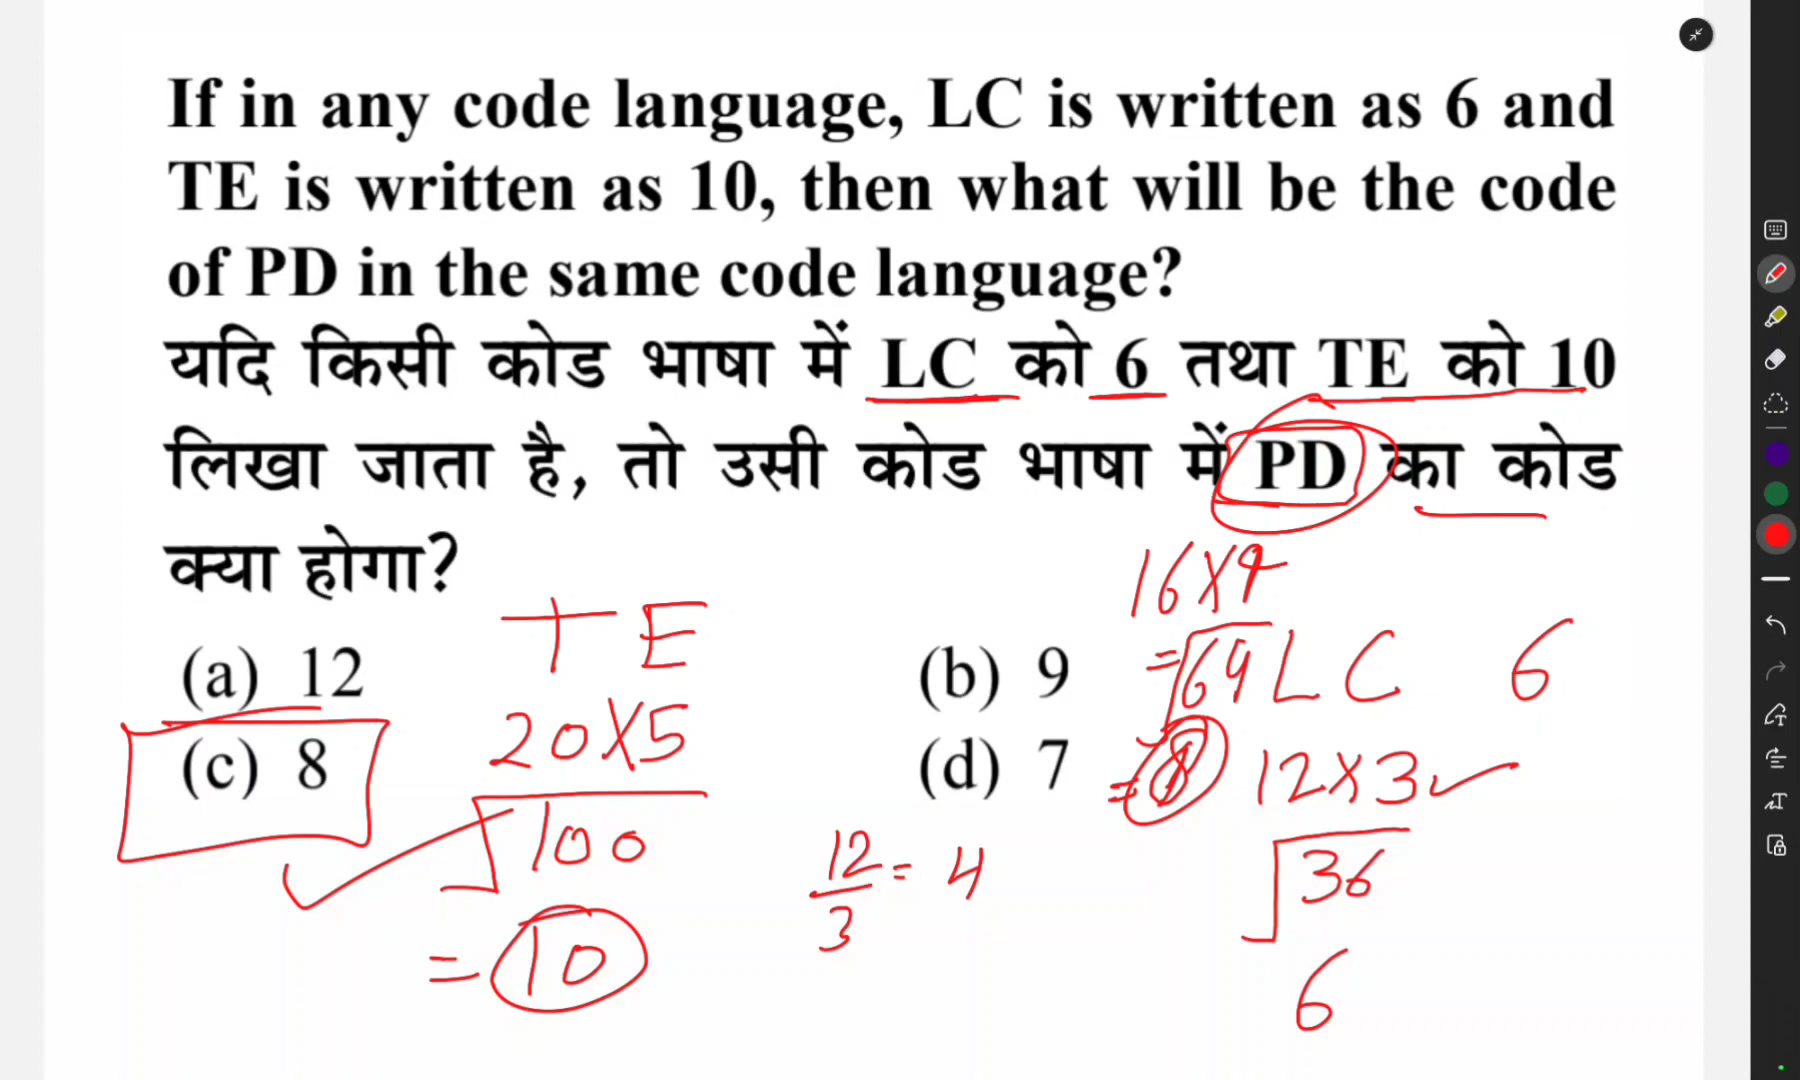 If in any code language, LC is written as 6 and
TE is written as 10, then what will be the code
of PD in the same code language?
यदि किसी कोड भाषा में LC को 6 तथा TE को 10
लिखा जाता है, तो उसी कोड भाषा में PD का कोड
क्या होगा?
(a) 12
(b) 9
(c) 8
(d) 7
T E
20X5
√100
= 10
12/3 = 4
16X4
=√64
= 8
LC 6
12X3
√36
6